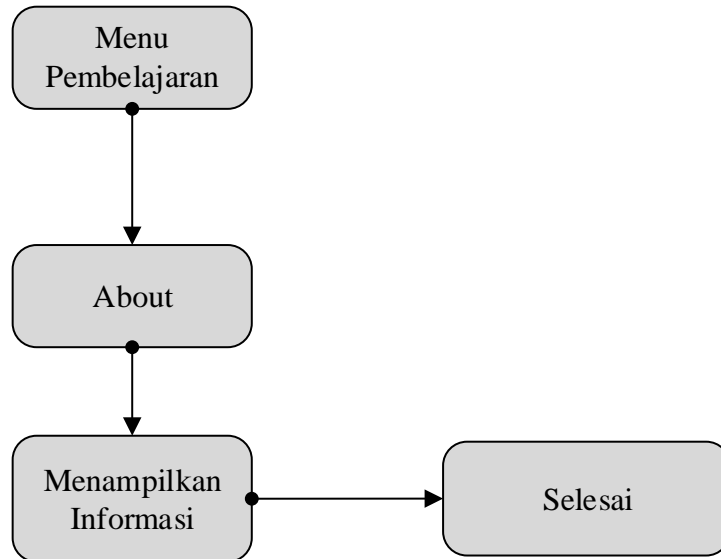 Menu
Pembelajaran
About
Menampilkan
Informasi
Selesai